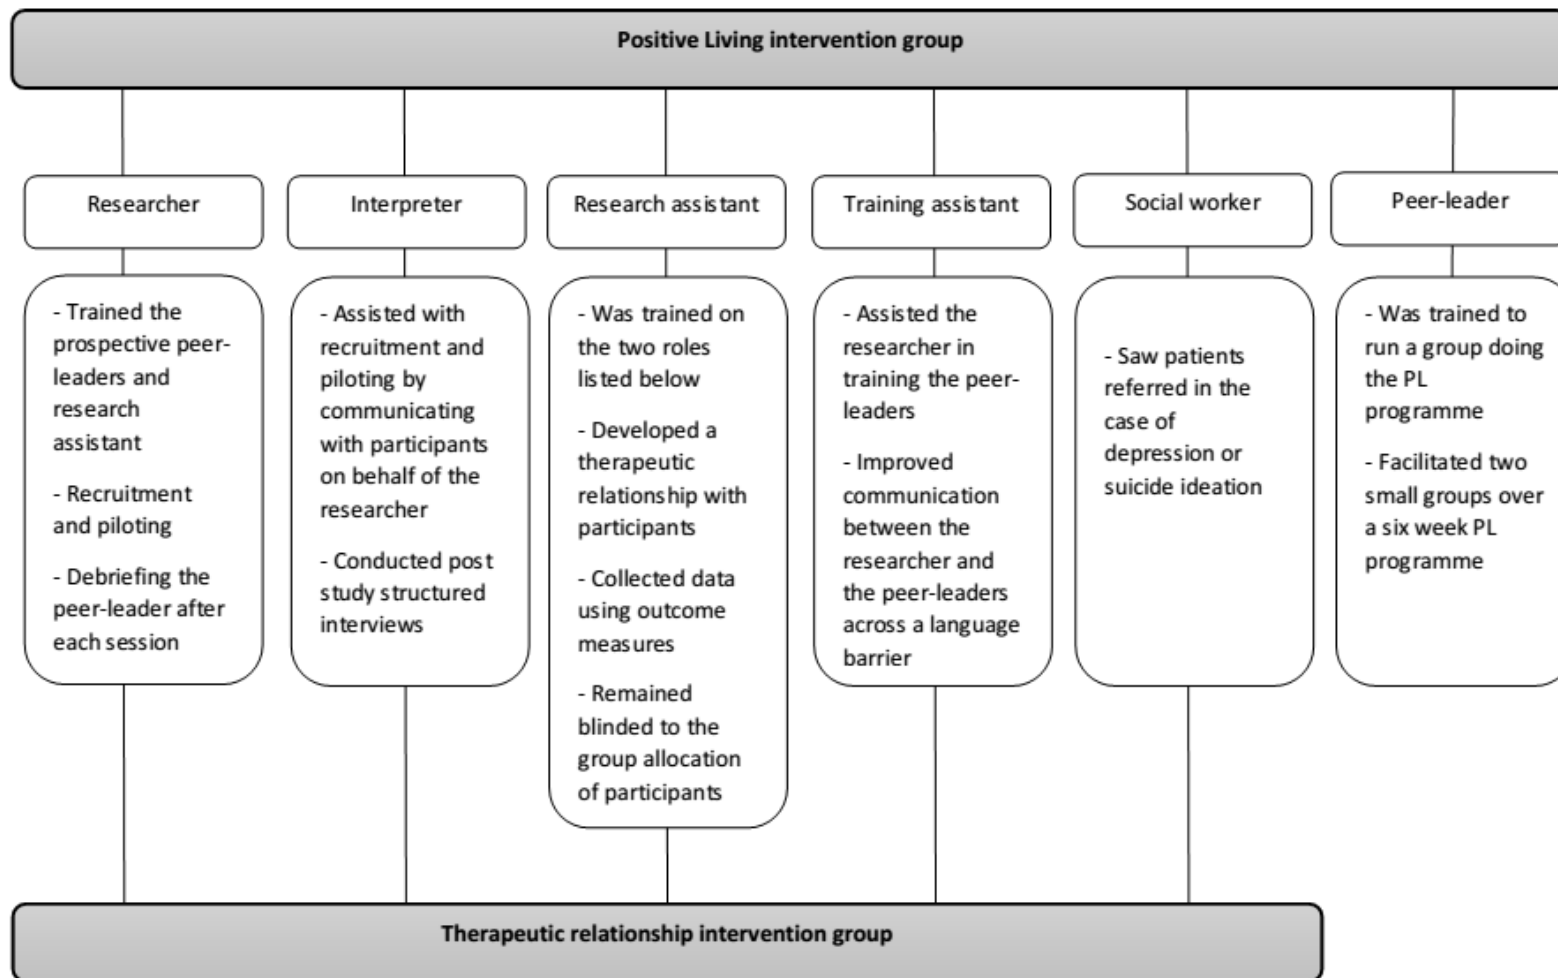 Positive Living intervention group
Researcher
Interpreter
Research assistant
Training assistant
Social worker
Peer-leader
- Trained the
prospective peer-
leaders and
research
assistant
- Recruitment
and piloting
- Debriefing the
peer-leader after
each session
- Assisted with
recruitment and
piloting by
communicating
with participants
on behalf of the
researcher
- Conducted post
study structured
interviews
- Was trained on
the two roles
listed below
- Developed a
therapeutic
relationship with
participants
- Collected data
using outcome
measures
- Remained
blinded to the
group allocation
of participants
- Assisted the
researcher in
training the peer-
leaders
- Improved
communication
between the
researcher and
the peer-leaders
across a language
barrier
- Saw patients
referred in the
case of
depression or
suicide ideation
- Was trained to
run a group doing
the PL
programme
- Facilitated two
small groups over
a six week PL
programme
Therapeutic relationship intervention group